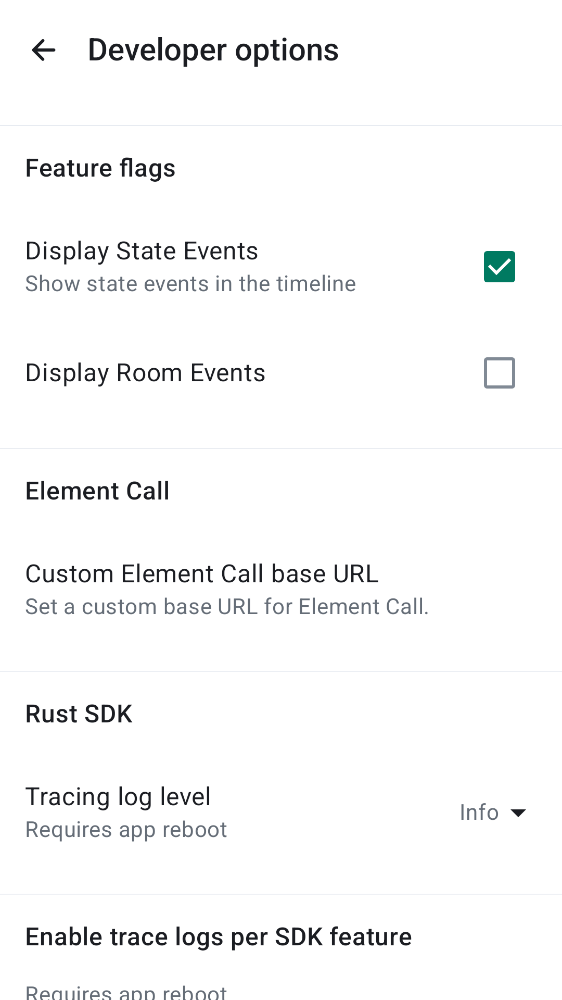 Developer options
Feature flags
Display State Events
Show state events in the timeline
Display Room Events
Element Call
Custom Element Call base URL
Set a custom base URL for Element Call.
Rust SDK
Tracing log level
Requires app reboot
Info
Enable trace logs per SDK feature
Requires app reboot